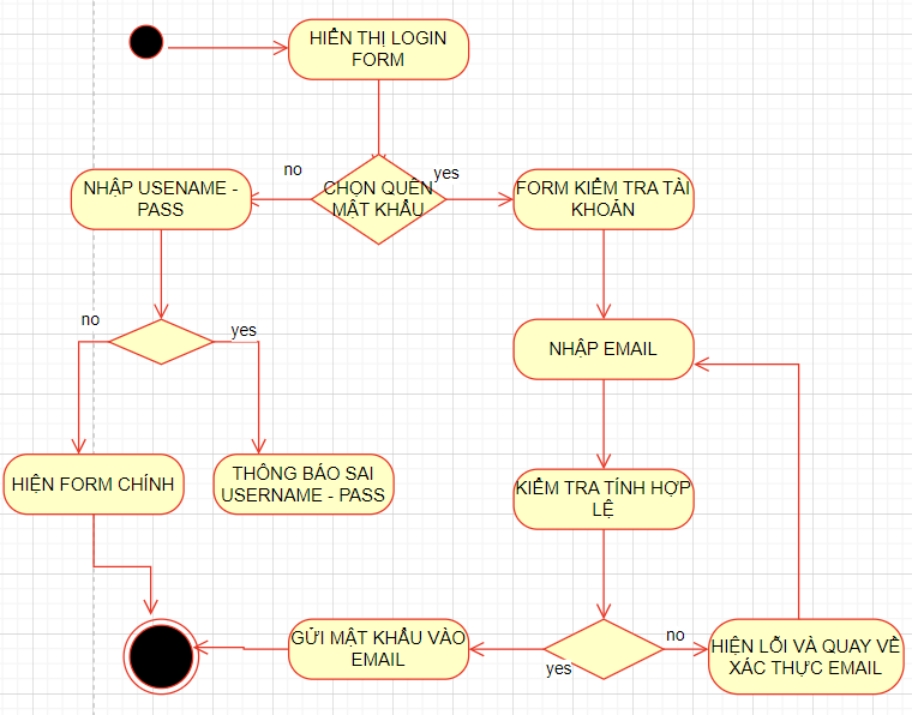 HIỂN THỊ LOGIN
FORM
no
CHỌN QUÊN
MẬT KHẨU
yes
NHẬP USENAME -
PASS
FORM KIỂM TRA TÀI
KHOẢN
no
yes
NHẬP EMAIL
HIỆN FORM CHÍNH
THÔNG BÁO SAI
USERNAME - PASS
KIỂM TRA TÍNH HỢP
LỆ
GỬI MẬT KHẨU VÀO
EMAIL
yes
no
HIỆN LỖI VÀ QUAY VỀ
XÁC THỰC EMAIL